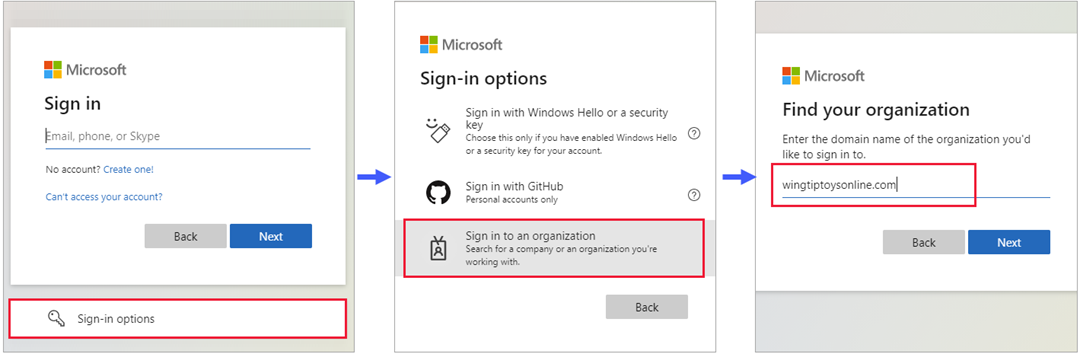 Microsoft
Sign in
Email, phone, or Skype
No account? Create one!
Can't access your account?
Back
Next
Sign-in options
Microsoft
Sign-in options
Sign in with Windows Hello or a security
key
Choose this only if you have enabled Windows Hello
or a security key for your account.
Sign in with GitHub
Personal accounts only
Sign in to an organization
Search for a company or an organization you're
working with.
Back
Microsoft
Find your organization
Enter the domain name of the organization you'd
like to sign in to.
wingtiptoysonline.com
Back
Next